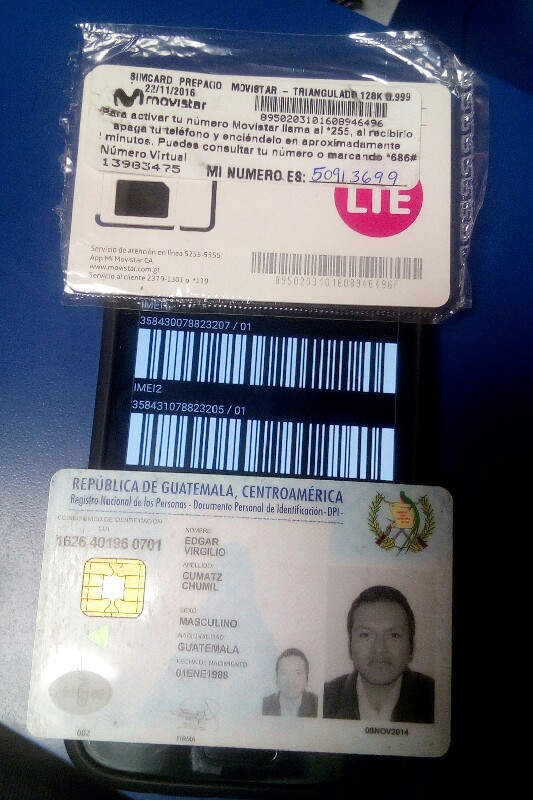 SIMCARD PREPAGO MOVISTAR - TRIANGULADO 128K 0.999
22/11/2016
movistar
8950203101608946496
Para activar tu número Movistar llama al *255, al recibirlo
apaga tu teléfono y enciéndelo en aproximadamente
minutos. Puedes consultar tu número o marcando *686#
Número Virtual
13983475
MI NUMERO ES: 50913699
LTE
Servicio de atención en línea 5255-5355
App Mi Movistar CA
www.movistar.com.gt
Servicio al cliente 2379-1301 o *119
IMEI1
358430078823207 / 01
IMEI2
358431078823205 / 01
REPÚBLICA DE GUATEMALA, CENTROAMÉRICA
Registro Nacional de las Personas - Documento Personal de Identificación - DPI -
CÓDIGO ÚNICO DE IDENTIFICACIÓN
CUI
1626 40196 0701
NOMBRE:
EDGAR
VIRGILIO
APELLIDO:
CUMATZ
CHUMIL
SEXO
MASCULINO
NACIONALIDAD
GUATEMALA
FECHA DE NACIMIENTO
01ENE1988
002
FIRMA
08NOV2014